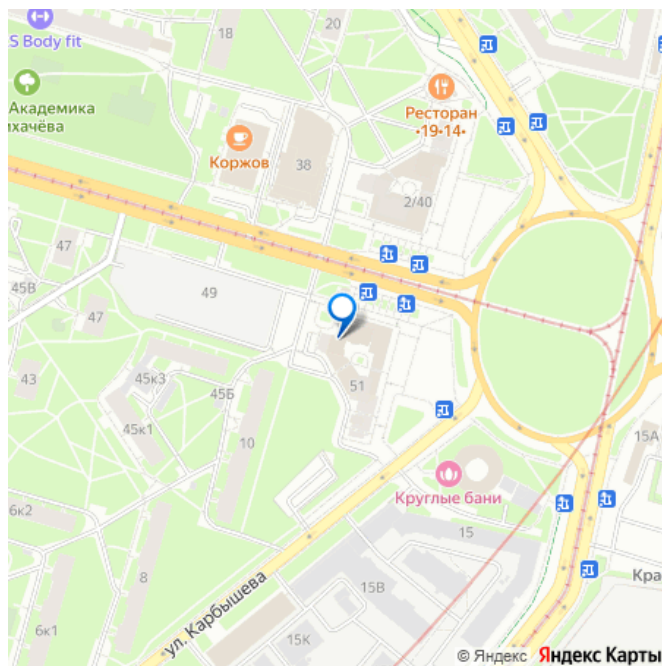 20
18
S Body fit
Академика
ихачёва
Ресторан
•19•14•
Коржов
38
2/40
47
45В
49
47
43
45к3
45Б
45к1
10
51
15А
Круглые бани
6к2
15
8
ул. Карбышева
15В
Кра
6к1
15К
© Яндекс Яндекс Карты